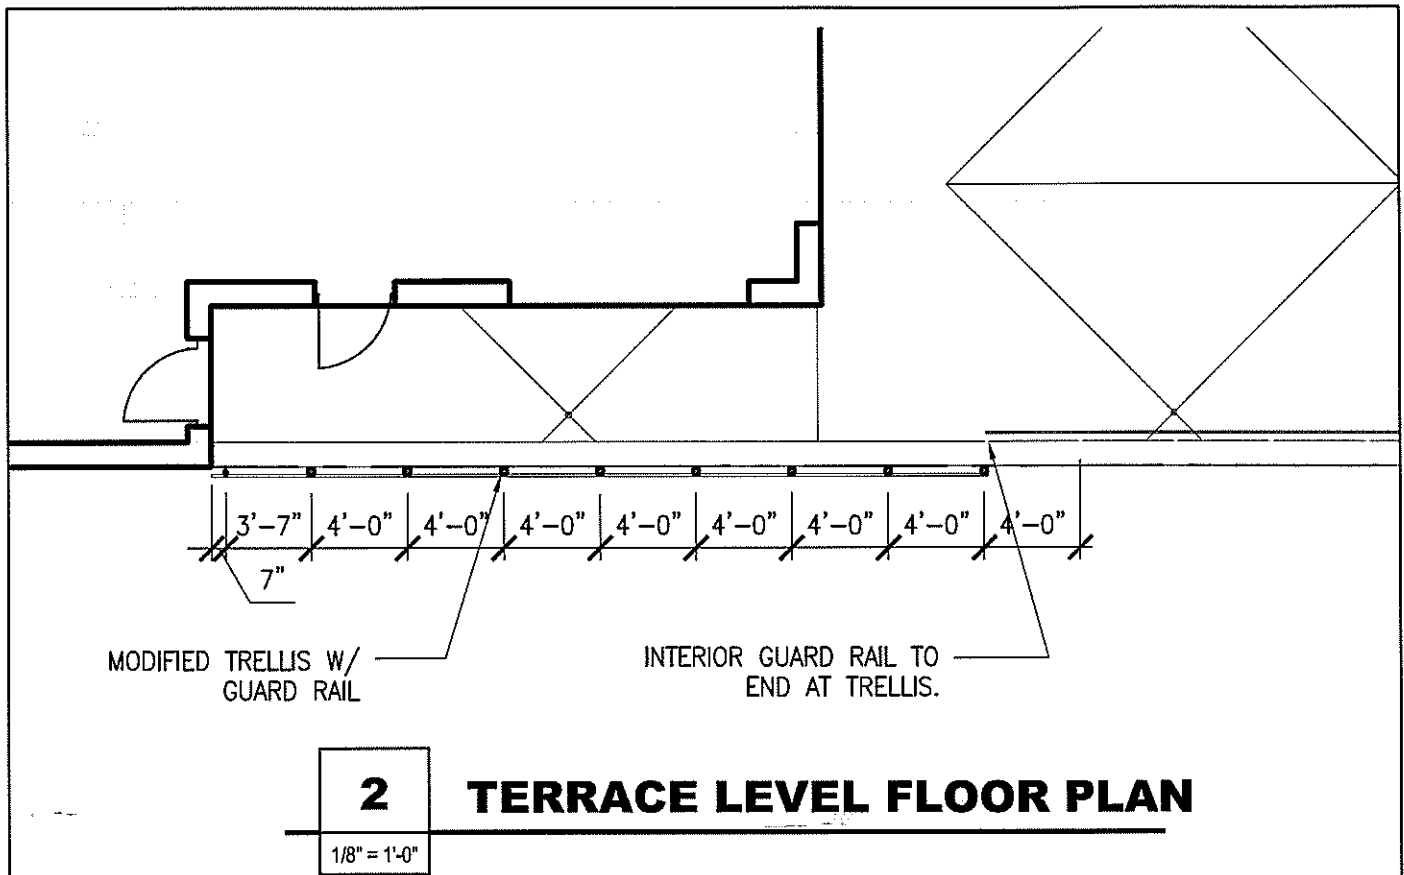 3'-7" 4'-0" 4'-0" 4'-0" 4'-0" 4'-0" 4'-0" 4'-0" 4'-0"
7"
MODIFIED TRELLIS W/
GUARD RAIL
INTERIOR GUARD RAIL TO
END AT TRELLIS.
2
TERRACE LEVEL FLOOR PLAN
1/8" = 1'-0"